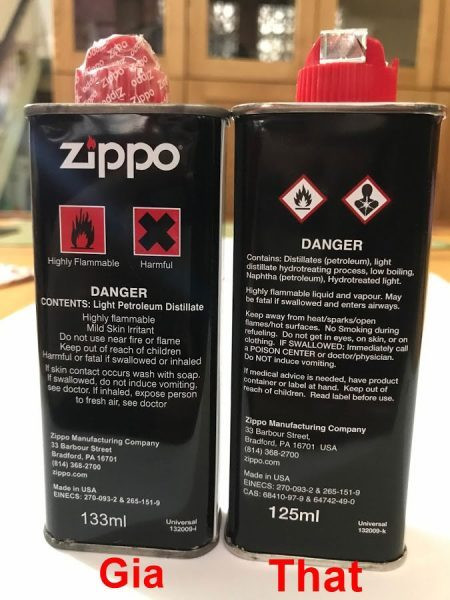 Zippo
Zippo
zippo
Highly Flammable
Harmful
DANGER
CONTENTS: Light Petroleum Distillate
Highly flammable
Mild Skin Irritant
Do not use near fire or flame
Keep out of reach of children
Harmful or fatal if swallowed or inhaled
If skin contact occurs wash with soap.
If swallowed, do not induce vomiting,
see doctor. If inhaled, expose person
to fresh air, see doctor
Zippo Manufacturing Company
33 Barbour Street
Bradford, PA 16701
(814) 368-2700
zippo.com
Made in USA
EINECS: 270-093-2 & 265-151-9
133ml
Universal
132009-i
Gia
DANGER
Contains: Distillates (petroleum), light
distillate hydrotreating process, low boiling,
Naphtha (petroleum), Hydrotreated light.
Highly flammable liquid and vapour. May
be fatal if swallowed and enters airways.
Keep away from heat/sparks/open
flames/hot surfaces. No Smoking during
refueling. Do not get in eyes, on skin, or on
clothing. IF SWALLOWED: Immediately call
a POISON CENTER or doctor/physician.
Do NOT induce vomiting.
If medical advice is needed, have product
container or label at hand. Keep out of
reach of children. Read label before use.
Zippo Manufacturing Company
33 Barbour Street,
Bradford, PA 16701 USA
(814) 368-2700
zippo.com
Made in USA
EINECS: 270-093-2 & 265-151-9
CAS: 68410-97-9 & 64742-49-0
125ml
Universal
132009-k
That